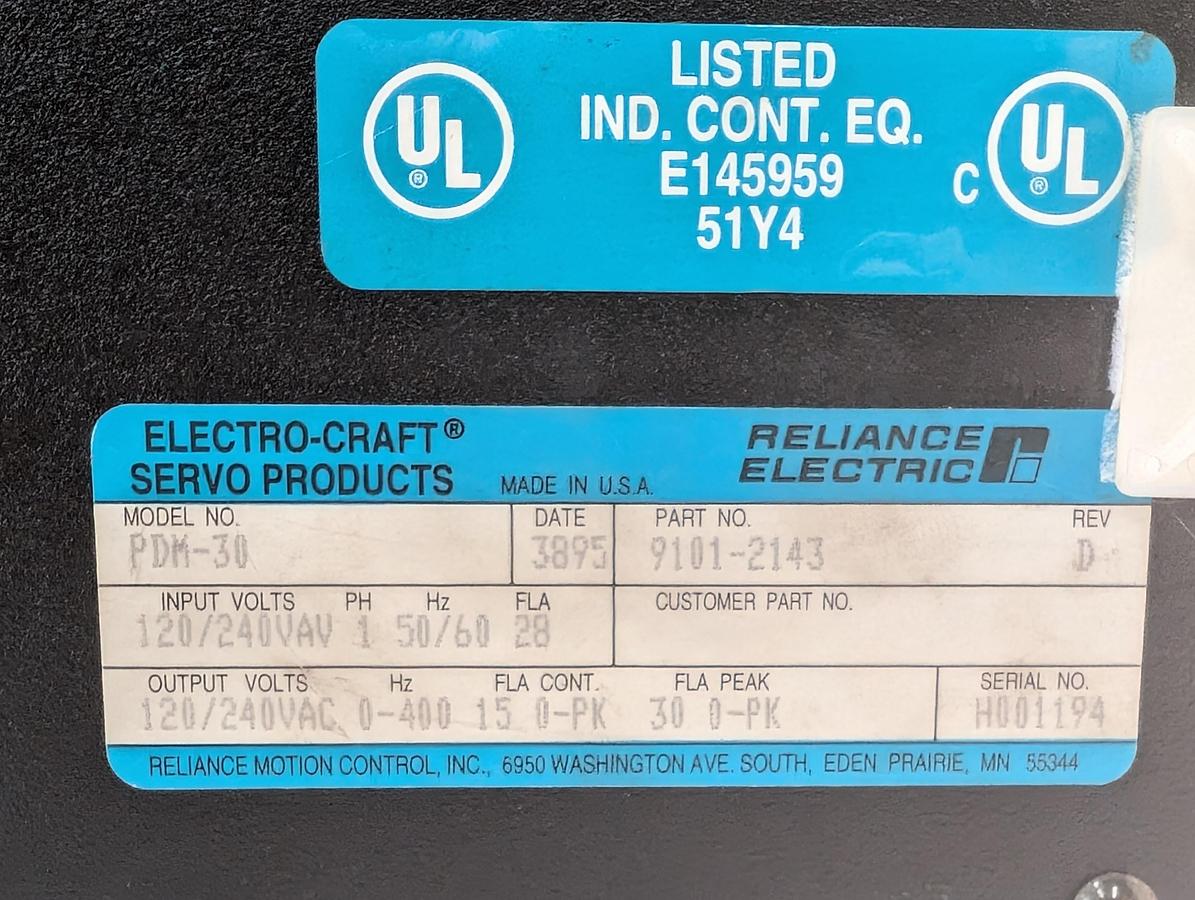 UL ®
LISTED
IND. CONT. EQ.
E145959
51Y4
C UL ®
ELECTRO-CRAFT®
SERVO PRODUCTS
MADE IN U.S.A.
RELIANCE
ELECTRIC
MODEL NO. DATE PART NO. REV
PDM-30 3895 9101-2143 D
INPUT VOLTS PH Hz FLA CUSTOMER PART NO.
120/240VAV 1 50/60 28
OUTPUT VOLTS Hz FLA CONT. FLA PEAK SERIAL NO.
120/240VAC 0-400 15 0-PK 30 0-PK H001194
RELIANCE MOTION CONTROL, INC., 6950 WASHINGTON AVE. SOUTH, EDEN PRAIRIE, MN 55344